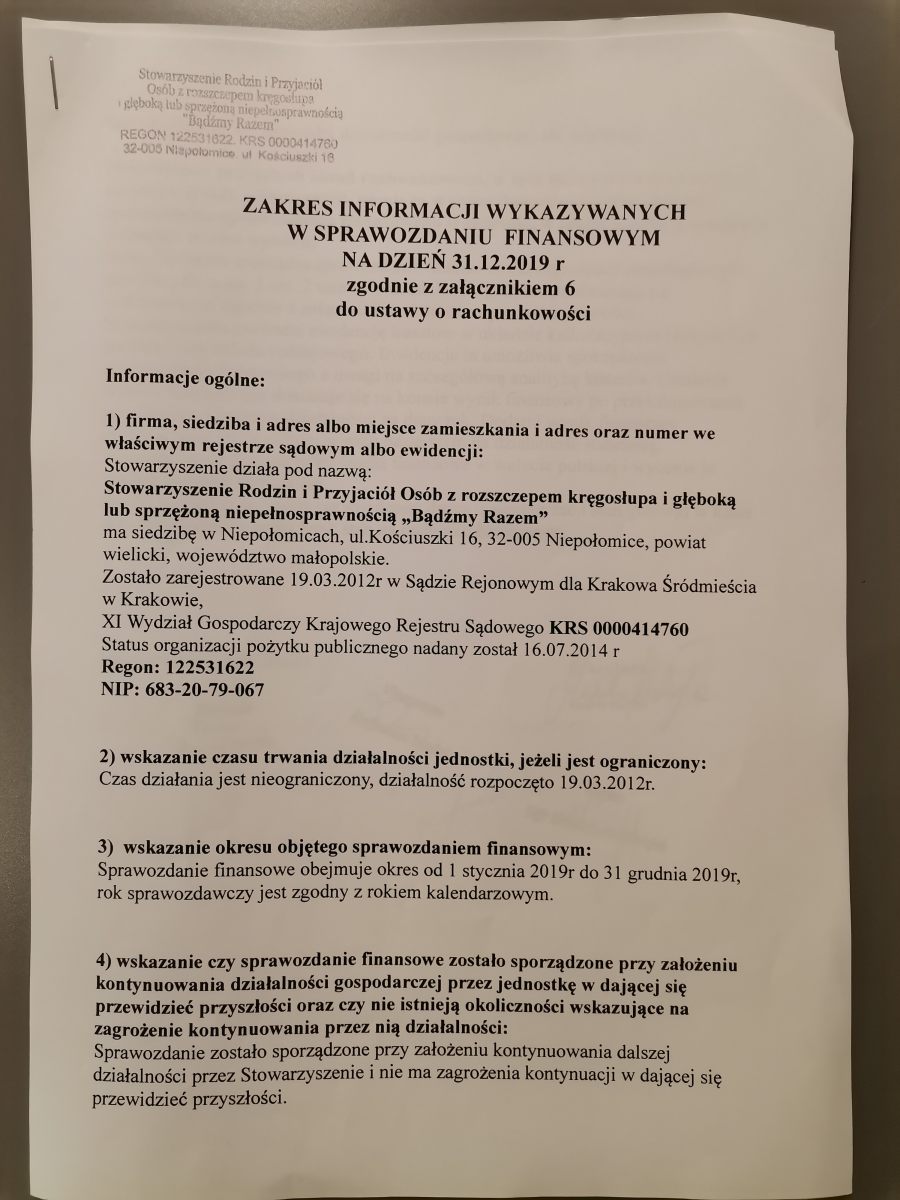 Stowarzyszenie Rodzin i Przyjaciół
Osób z rozszczepem kręgosłupa
i głęboką lub sprzężoną niepełnosprawnością
"Bądźmy Razem"
REGON 122531622. KRS 0000414760
32-005 Niepołomice, ul Kościuszki 16
ZAKRES INFORMACJI WYKAZYWANYCH
W SPRAWOZDANIU FINANSOWYM
NA DZIEŃ 31.12.2019 r
zgodnie z załącznikiem 6
do ustawy o rachunkowości
Informacje ogólne:
1) firma, siedziba i adres albo miejsce zamieszkania i adres oraz numer we
właściwym rejestrze sądowym albo ewidencji:
Stowarzyszenie działa pod nazwą:
Stowarzyszenie Rodzin i Przyjaciół Osób z rozszczepem kręgosłupa i głęboką
lub sprzężoną niepełnosprawnością „Bądźmy Razem”
ma siedzibę w Niepołomicach, ul.Kościuszki 16, 32-005 Niepołomice, powiat
wielicki, województwo małopolskie.
Zostało zarejestrowane 19.03.2012r w Sądzie Rejonowym dla Krakowa Śródmieścia
w Krakowie,
XI Wydział Gospodarczy Krajowego Rejestru Sądowego KRS 0000414760
Status organizacji pożytku publicznego nadany został 16.07.2014 r
Regon: 122531622
NIP: 683-20-79-067
2) wskazanie czasu trwania działalności jednostki, jeżeli jest ograniczony:
Czas działania jest nieograniczony, działalność rozpoczęto 19.03.2012r.
3) wskazanie okresu objętego sprawozdaniem finansowym:
Sprawozdanie finansowe obejmuje okres od 1 stycznia 2019r do 31 grudnia 2019r,
rok sprawozdawczy jest zgodny z rokiem kalendarzowym.
4) wskazanie czy sprawozdanie finansowe zostało sporządzone przy założeniu
kontynuowania działalności gospodarczej przez jednostkę w dającej się
przewidzieć przyszłości oraz czy nie istnieją okoliczności wskazujące na
zagrożenie kontynuowania przez nią działalności:
Sprawozdanie zostało sporządzone przy założeniu kontynuowania dalszej
działalności przez Stowarzyszenie i nie ma zagrożenia kontynuacji w dającej się
przewidzieć przyszłości.